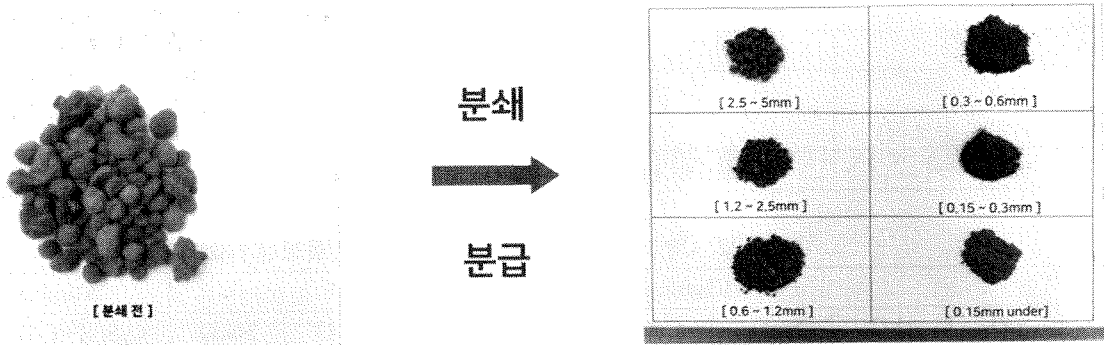 [ 분쇄 전 ]
분쇄
분급
[ 2.5 ~ 5mm ]
[ 0.3 ~ 0.6mm ]
[ 1.2 ~ 2.5mm ]
[ 0.15 ~ 0.3mm ]
[ 0.6 ~ 1.2mm ]
[ 0.15mm under]